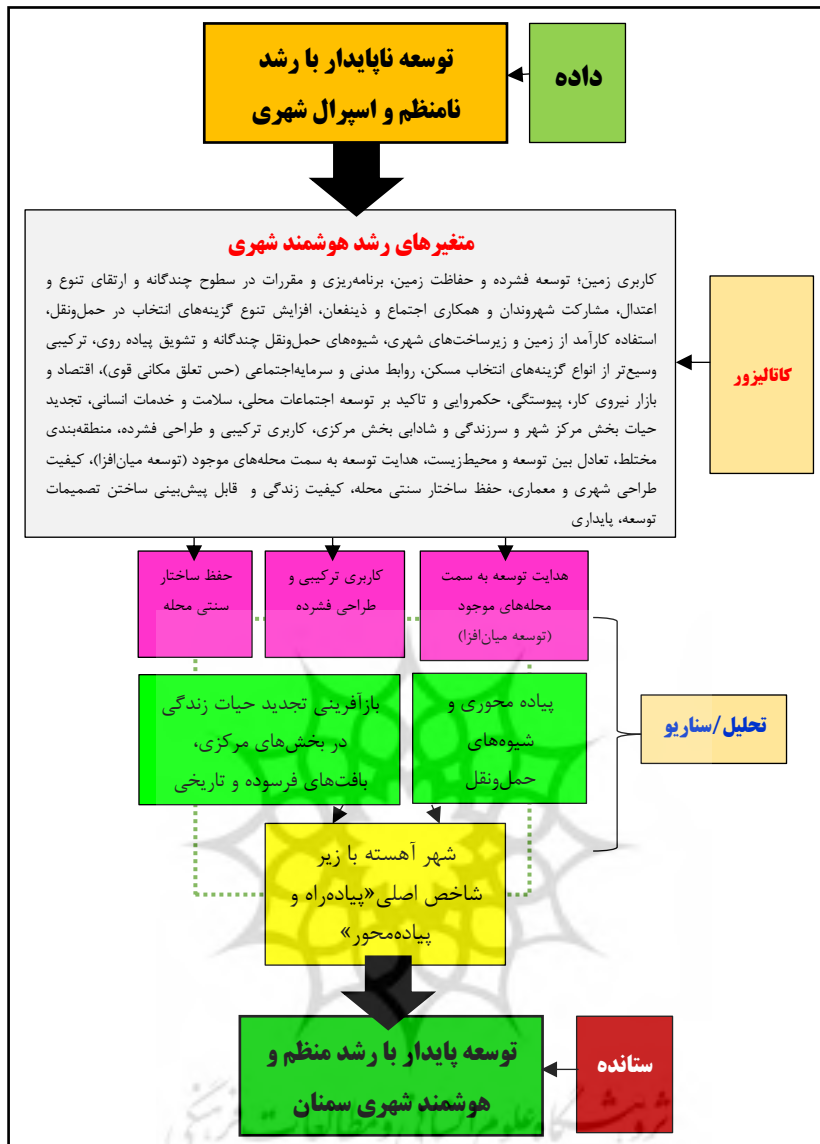 توسعه ناپایدار با رشد
نامنظم و اسپرال شهری
داده
متغیرهای رشد هوشمند شهری
کاربری زمین؛ توسعه فشرده و حفاظت زمین، برنامه‌ریزی و مقررات در سطوح چندگانه و ارتقای تنوع و
اعتدال، مشارکت شهروندان و همکاری اجتماع و ذینفعان، افزایش تنوع گزینه‌های انتخاب در حمل‌ونقل،
استفاده کارآمد از زمین و زیرساخت‌های شهری، شیوه‌های حمل‌ونقل چندگانه و تشویق پیاده روی، ترکیبی
وسیع‌تر از انواع گزینه‌های انتخاب مسکن، روابط مدنی و سرمایه‌اجتماعی (حس تعلق مکانی قوی)، اقتصاد و
بازار نیروی کار، پیوستگی، حکمروایی و تاکید بر توسعه اجتماعات محلی، سلامت و خدمات انسانی، تجدید
حیات بخش مرکز شهر و سرزندگی و شادابی بخش مرکزی، کاربری ترکیبی و طراحی فشرده، منطقه‌بندی
مختلط، تعادل بین توسعه و محیط‌زیست، هدایت توسعه به سمت محله‌های موجود (توسعه میان‌افزا)، کیفیت
طراحی شهری و معماری، حفظ ساختار سنتی محله، کیفیت زندگی و قابل پیش‌بینی ساختن تصمیمات
توسعه، پایداری
کاتالیزور
هدایت توسعه به سمت
محله‌های موجود
(توسعه میان‌افزا)
کاربری ترکیبی و
طراحی فشرده
حفظ ساختار
سنتی محله
پیاده محوری و
شیوه‌های
حمل‌ونقل
بازآفرینی تجدید حیات زندگی
در بخش‌های مرکزی،
بافت‌های فرسوده و تاریخی
تحلیل/سناریو
شهر آهسته با زیر
شاخص اصلی«پیاده‌راه و
پیاده‌محور»
توسعه پایدار با رشد منظم و
هوشمند شهری سمنان
ستانده
پژوهشگاه علوم انسانی و مطالعات فرهنگی